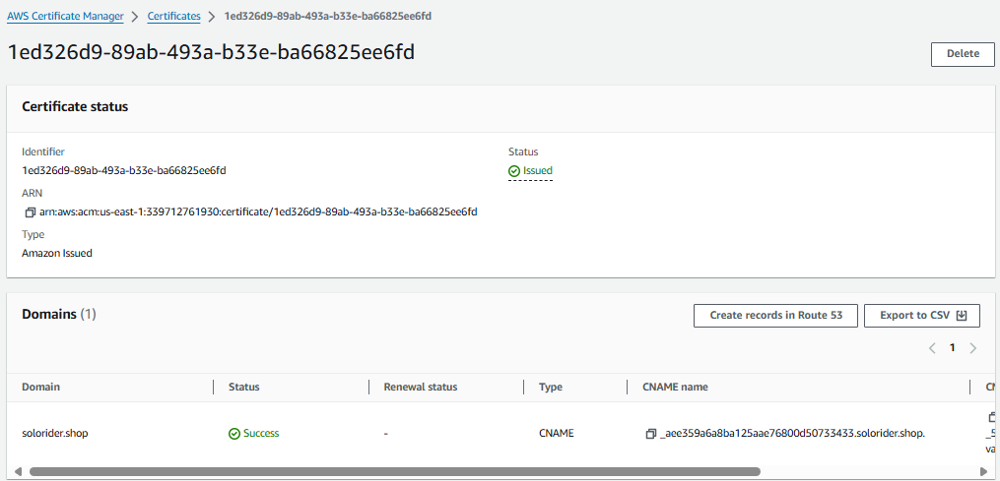 AWS Certificate Manager > Certificates > 1ed326d9-89ab-493a-b33e-ba66825ee6fd
1ed326d9-89ab-493a-b33e-ba66825ee6fd
Delete
Certificate status
Identifier
1ed326d9-89ab-493a-b33e-ba66825ee6fd
Status
Issued
ARN
arn:aws:acm:us-east-1:339712761930:certificate/1ed326d9-89ab-493a-b33e-ba66825ee6fd
Type
Amazon Issued
Domains (1)
Create records in Route 53
Export to CSV
1
Domain Status Renewal status Type CNAME name
solorider.shop Success - CNAME _aee359a6a8ba125aae76800d50733433.solorider.shop.